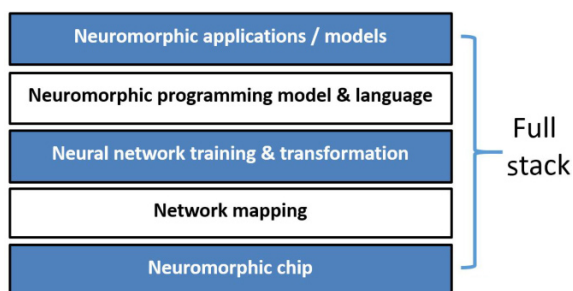 Neuromorphic applications / models
Neuromorphic programming model & language
Neural network training & transformation
Network mapping
Neuromorphic chip
Full
stack